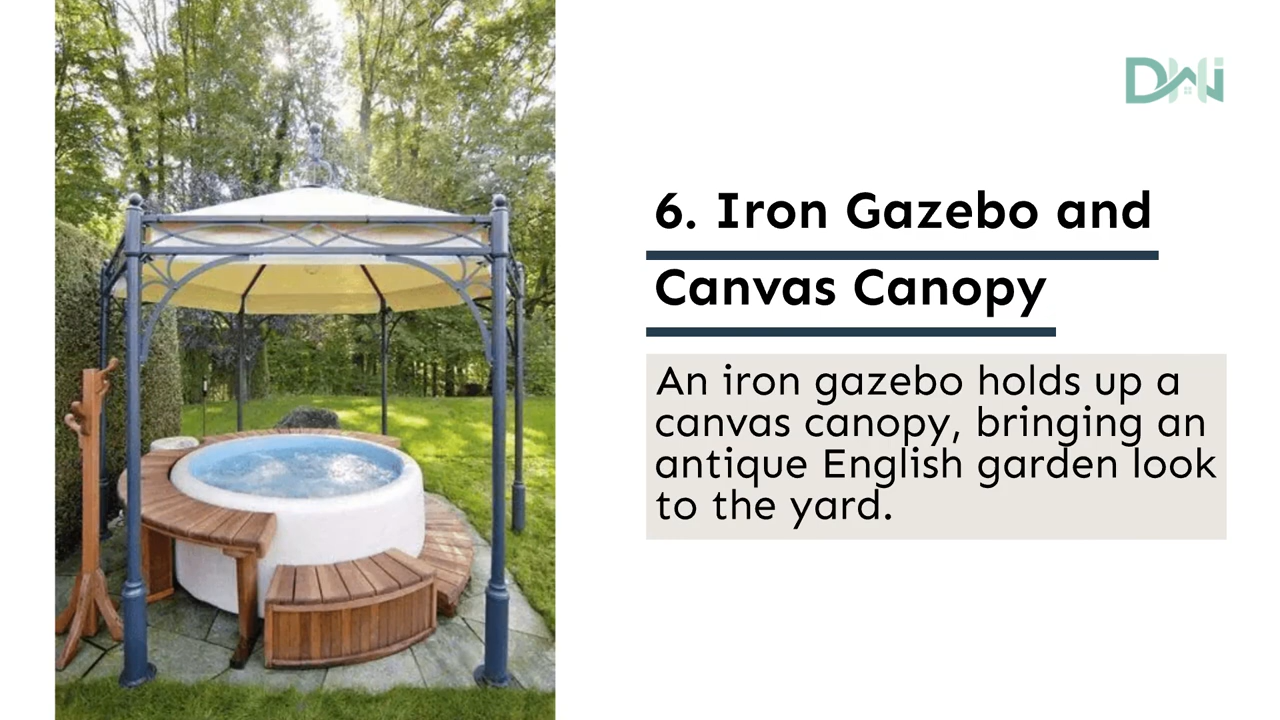 DWi
6. Iron Gazebo and
Canvas Canopy
An iron gazebo holds up a
canvas canopy, bringing an
antique English garden look
to the yard.